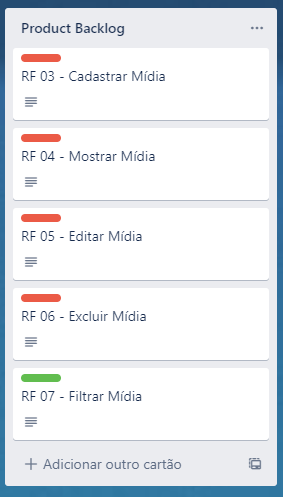 Product Backlog
RF 03 - Cadastrar Mídia
RF 04 - Mostrar Mídia
RF 05 - Editar Mídia
RF 06 - Excluir Mídia
RF 07 - Filtrar Mídia
Adicionar outro cartão